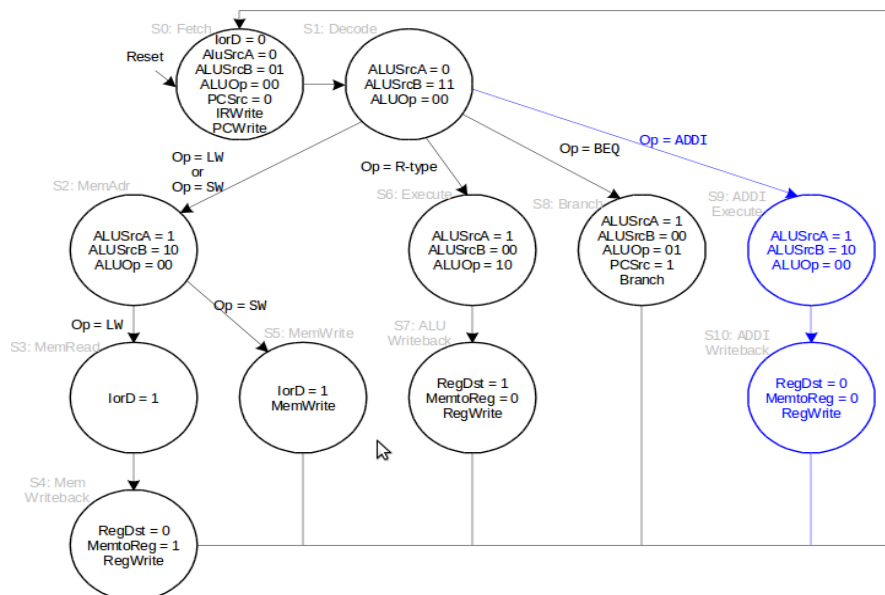 S0: Fetch
IorD = 0
AluSrcA = 0
ALUSrcB = 01
ALUOp = 00
PCSrc = 0
IRWrite
PCWrite
Reset
S1: Decode
ALUSrcA = 0
ALUSrcB = 11
ALUOp = 00
Op = LW
or
Op = SW
Op = R-type
Op = BEQ
Op = ADDI
S2: MemAdr
ALUSrcA = 1
ALUSrcB = 10
ALUOp = 00
S6: Execute
ALUSrcA = 1
ALUSrcB = 00
ALUOp = 10
S8: Branch
ALUSrcA = 1
ALUSrcB = 00
ALUOp = 01
PCSrc = 1
Branch
S9: ADDI
Execute
ALUSrcA = 1
ALUSrcB = 10
ALUOp = 00
Op = LW
Op = SW
S3: MemRead
IorD = 1
S5: MemWrite
IorD = 1
MemWrite
S7: ALU
Writeback
RegDst = 1
MemtoReg = 0
RegWrite
S10: ADDI
Writeback
RegDst = 0
MemtoReg = 0
RegWrite
S4: Mem
Writeback
RegDst = 0
MemtoReg = 1
RegWrite